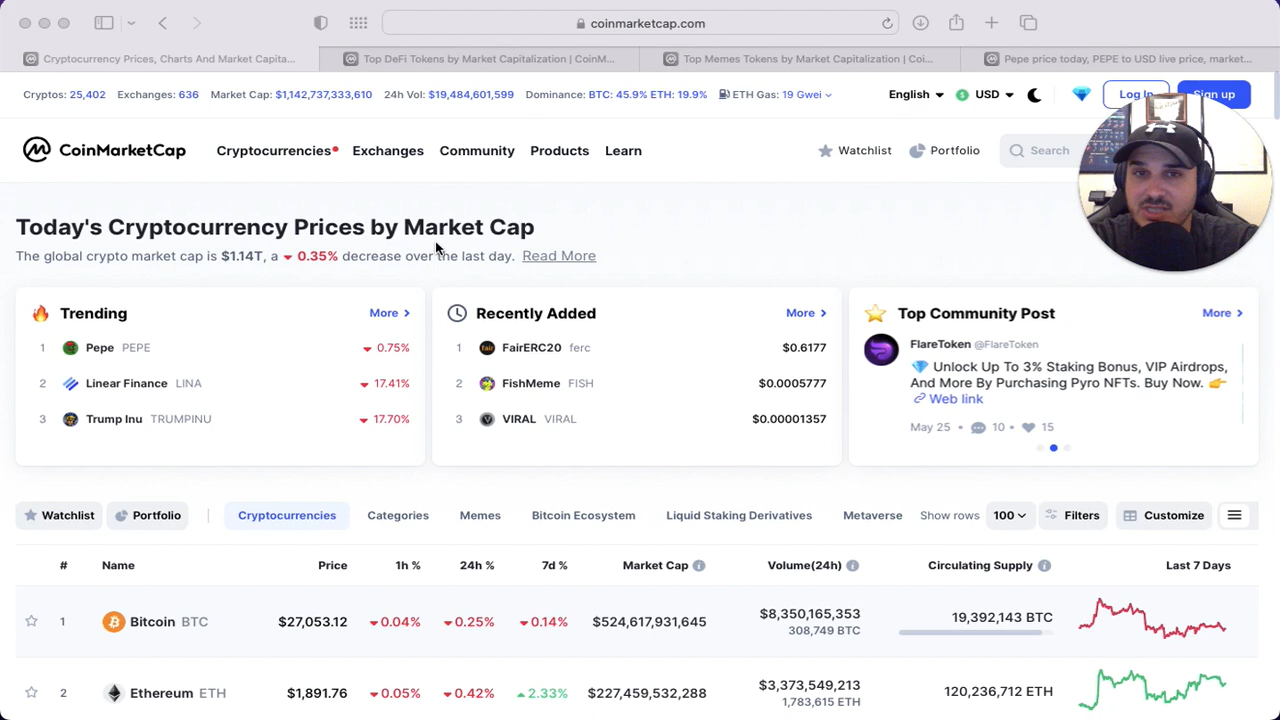 coinmarketcap.com
Cryptocurrency Prices, Charts And Market Capita...
Top DeFi Tokens by Market Capitalization | CoinM...
Top Memes Tokens by Market Capitalization | Coi...
Pepe price today, PEPE to USD live price, market...
Cryptos: 25,402 Exchanges: 636 Market Cap: $1,142,737,333,610 24h Vol: $19,484,601,599 Dominance: BTC: 45.9% ETH: 19.9% ETH Gas: 19 Gwei
English USD Log In Sign up
CoinMarketCap Cryptocurrencies Exchanges Community Products Learn Watchlist Portfolio Search
Today's Cryptocurrency Prices by Market Cap
The global crypto market cap is $1.14T, a 0.35% decrease over the last day. Read More
Trending More
1 Pepe PEPE 0.75%
2 Linear Finance LINA 17.41%
3 Trump Inu TRUMPINU 17.70%
Recently Added More
1 FairERC20 ferc $0.6177
2 FishMeme FISH $0.0005777
3 VIRAL VIRAL $0.00001357
Top Community Post More
FlareToken @FlareToken
💎 Unlock Up To 3% Staking Bonus, VIP Airdrops,
And More By Purchasing Pyro NFTs. Buy Now. 👉
Web link
May 25 • 10 • 15
Watchlist Portfolio Cryptocurrencies Categories Memes Bitcoin Ecosystem Liquid Staking Derivatives Metaverse Show rows 100 Filters Customize
# Name Price 1h % 24h % 7d % Market Cap Volume(24h) Circulating Supply Last 7 Days
1 Bitcoin BTC $27,053.12 0.04% 0.25% 0.14% $524,617,931,645 $8,350,165,353 19,392,143 BTC
308,749 BTC
2 Ethereum ETH $1,891.76 0.05% 0.42% 2.33% $227,459,532,288 $3,373,549,213 120,236,712 ETH
1,783,615 ETH